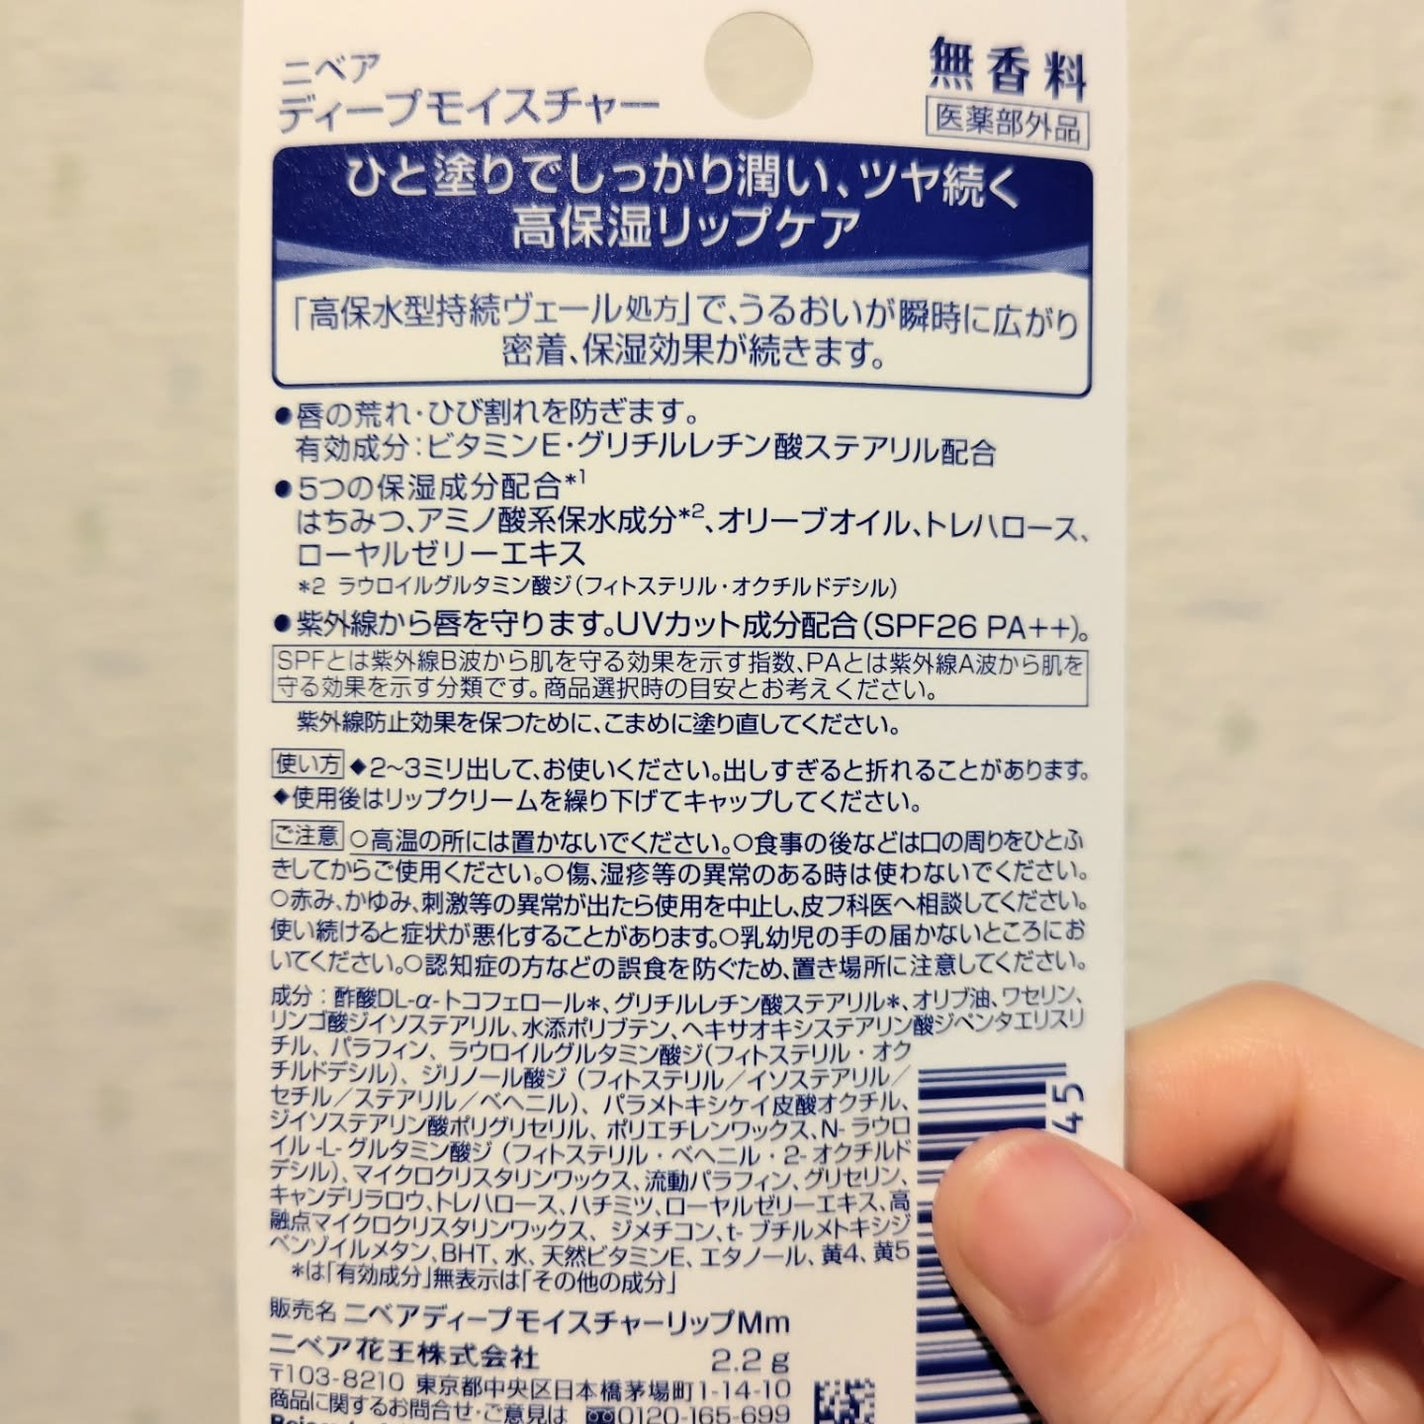 ニベア
ディープモイスチャー
無香料
医薬部外品
ひと塗りでしっかり潤い、ツヤ続く
高保湿リップケア
「高保水型持続ヴェール処方」で、うるおいが瞬時に広がり
密着、保湿効果が続きます。
●唇の荒れ・ひび割れを防ぎます。
有効成分：ビタミンE・グリチルレチン酸ステアリル配合
●5つの保湿成分配合*1
はちみつ、アミノ酸系保水成分*2、オリーブオイル、トレハロース、
ローヤルゼリーエキス
*2 ラウロイルグルタミン酸ジ（フィトステリル・オクチルドデシル）
●紫外線から唇を守ります。UVカット成分配合（SPF26 PA++）。
SPFとは紫外線B波から肌を守る効果を示す指数、PAとは紫外線A波から肌を
守る効果を示す分類です。商品選択時の目安とお考えください。
紫外線防止効果を保つために、こまめに塗り直してください。
使い方 ◆2～3ミリ出して、お使いください。出しすぎると折れることがあります。
◆使用後はリップクリームを繰り下げてキャップしてください。
ご注意 ○高温の所には置かないでください。○食事の後などは口の周りをひとふ
きしてからご使用ください。○傷、湿疹等の異常のある時は使わないでください。
○赤み、かゆみ、刺激等の異常が出たら使用を中止し、皮フ科医へ相談してください。
使い続けると症状が悪化することがあります。○乳幼児の手の届かないところにお
いてください。○認知症の方などの誤食を防ぐため、置き場所に注意してください。
成分：酢酸DL-α-トコフェロール*、グリチルレチン酸ステアリル*、オリブ油、ワセリン、
リンゴ酸ジイソステアリル、水添ポリブテン、ヘキサオキシステアリン酸ジペンタエリスリ
チル、パラフィン、ラウロイルグルタミン酸ジ（フィトステリル・オク
チルドデシル）、ジリノール酸ジ（フィトステリル／イソステアリル／
セチル／ステアリル／ベヘニル）、パラメトキシケイ皮酸オクチル、
ジイソステアリン酸ポリグリセリル、ポリエチレンワックス、N-ラウロ
イル-L-グルタミン酸ジ（フィトステリル・ベヘニル・2-オクチルド
デシル）、マイクロクリスタリンワックス、流動パラフィン、グリセリン、
キャンデリラロウ、トレハロース、ハチミツ、ローヤルゼリーエキス、高
融点マイクロクリスタリンワックス、ジメチコン、t-ブチルメトキシジ
ベンゾイルメタン、BHT、水、天然ビタミンE、エタノール、黄4、黄5
*は「有効成分」無表示は「その他の成分」
販売名 ニベアディープモイスチャーリップMm
ニベア花王株式会社 2.2g
〒103-8210 東京都中央区日本橋茅場町1-14-10
商品に関するお問合せ・ご意見は 0120-165-699
45